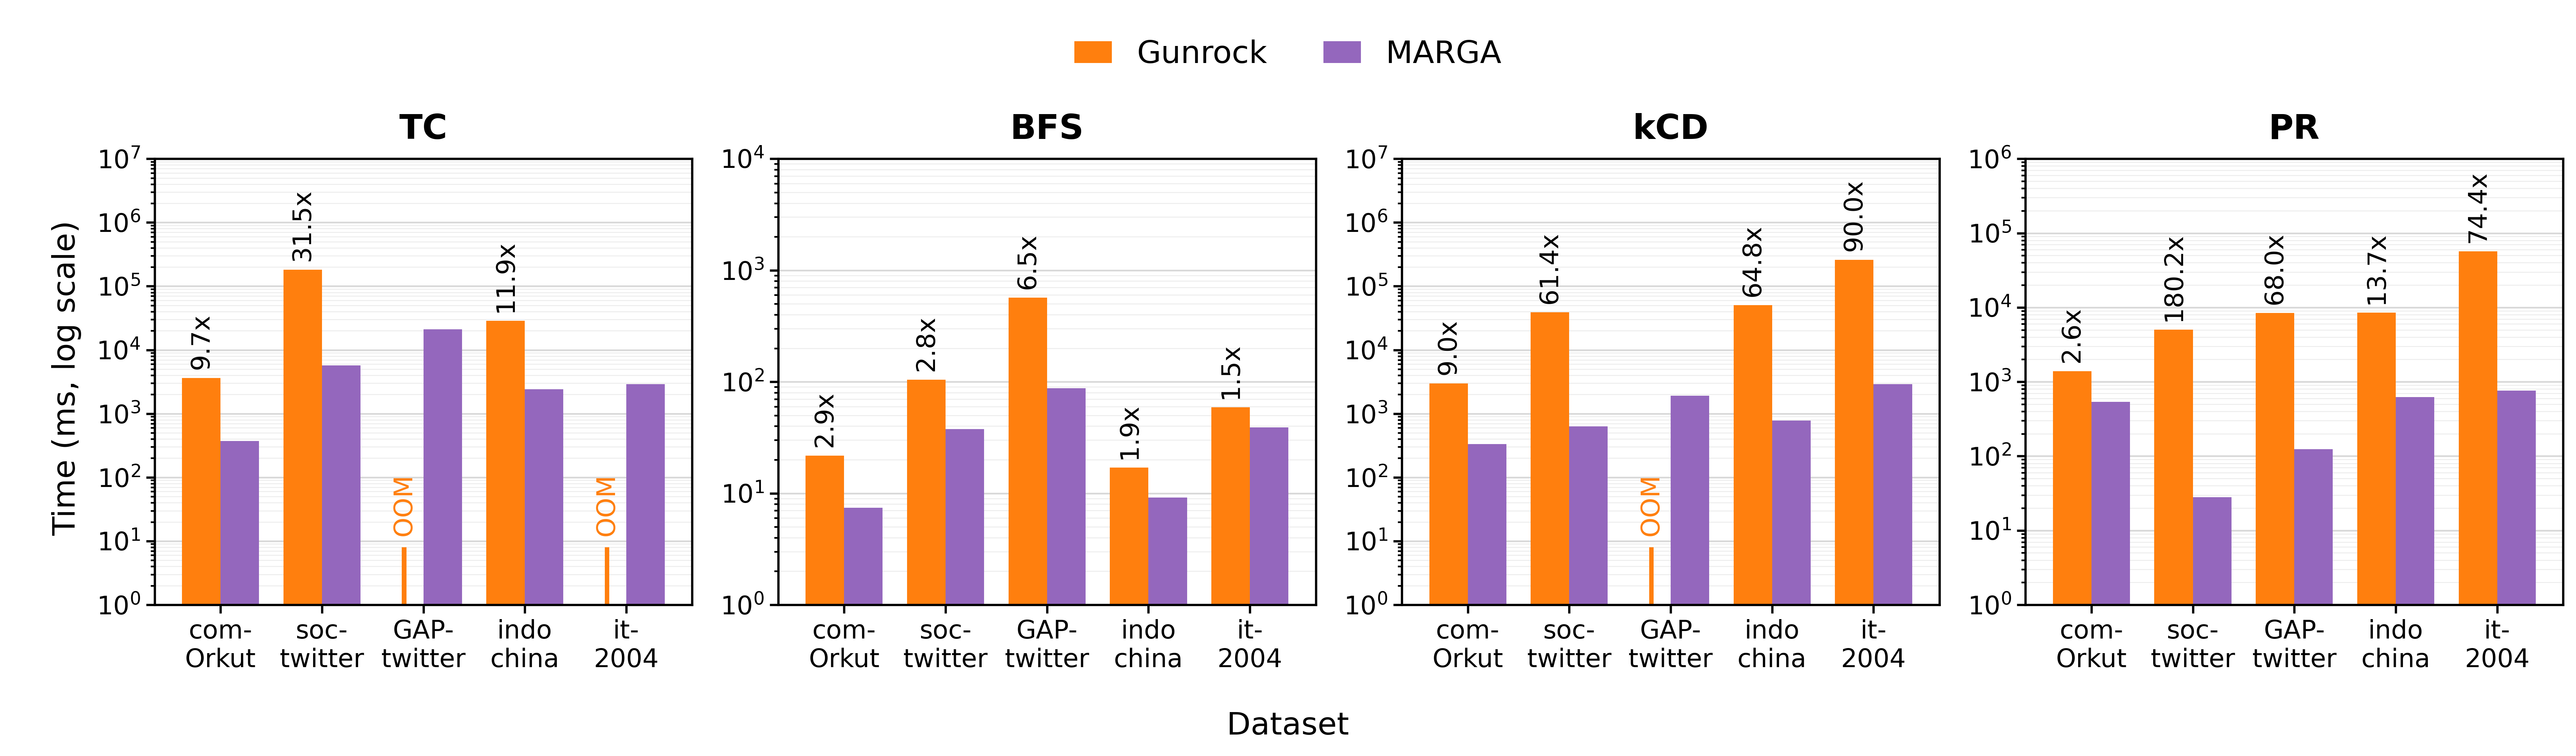 Gunrock MARGA
TC
Time (ms, log scale)
10^7
10^6
10^5
10^4
10^3
10^2
10^1
10^0
9.7x
31.5x
OOM
11.9x
OOM
com-
Orkut
soc-
twitter
GAP-
twitter
indo
china
it-
2004
BFS
10^4
10^3
10^2
10^1
10^0
2.9x
2.8x
6.5x
1.9x
1.5x
com-
Orkut
soc-
twitter
GAP-
twitter
indo
china
it-
2004
kCD
10^7
10^6
10^5
10^4
10^3
10^2
10^1
10^0
9.0x
61.4x
OOM
64.8x
90.0x
com-
Orkut
soc-
twitter
GAP-
twitter
indo
china
it-
2004
PR
10^6
10^5
10^4
10^3
10^2
10^1
10^0
2.6x
180.2x
68.0x
13.7x
74.4x
com-
Orkut
soc-
twitter
GAP-
twitter
indo
china
it-
2004
Dataset